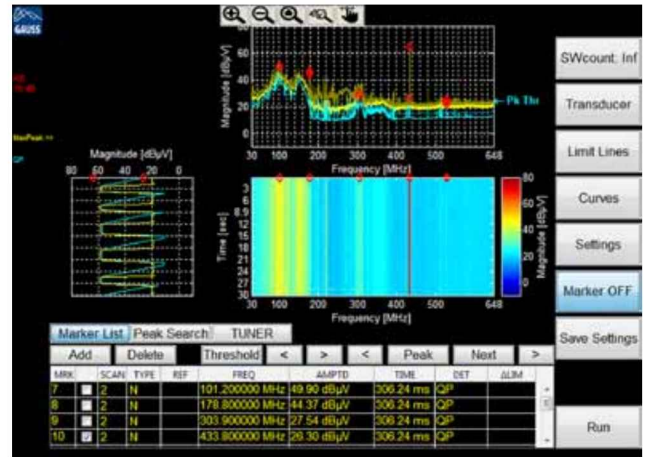 GAUSS
SWcount: Inf
Transducer
Limit Lines
Curves
Settings
Marker OFF
Save Settings
Run
MaxPeak >>
QP
Magnitude [dBµV]
80
60
40
20
0
Magnitude [dBµV]
80
60
40
20
0
Pk Thr
30 100 200 300 400 500 648
Frequency [MHz]
Time [sec]
3
6
8.9
12
15
18
21
24
27
30
30 100 200 300 400 500 648
Frequency [MHz]
80
60
40
20
0
Magnitude [dBµV]
Marker List Peak Search TUNER
Add Delete Threshold < > < Peak Next >
MRK SCAN TYPE REF FREQ AMPTD TIME DET ΔLIM
7 2 N 101.200000 MHz 49.90 dBµV 306.24 ms QP
8 2 N 178.800000 MHz 44.37 dBµV 306.24 ms QP
9 2 N 303.900000 MHz 27.54 dBµV 306.24 ms QP
10 2 N 433.800000 MHz 26.30 dBµV 306.24 ms QP